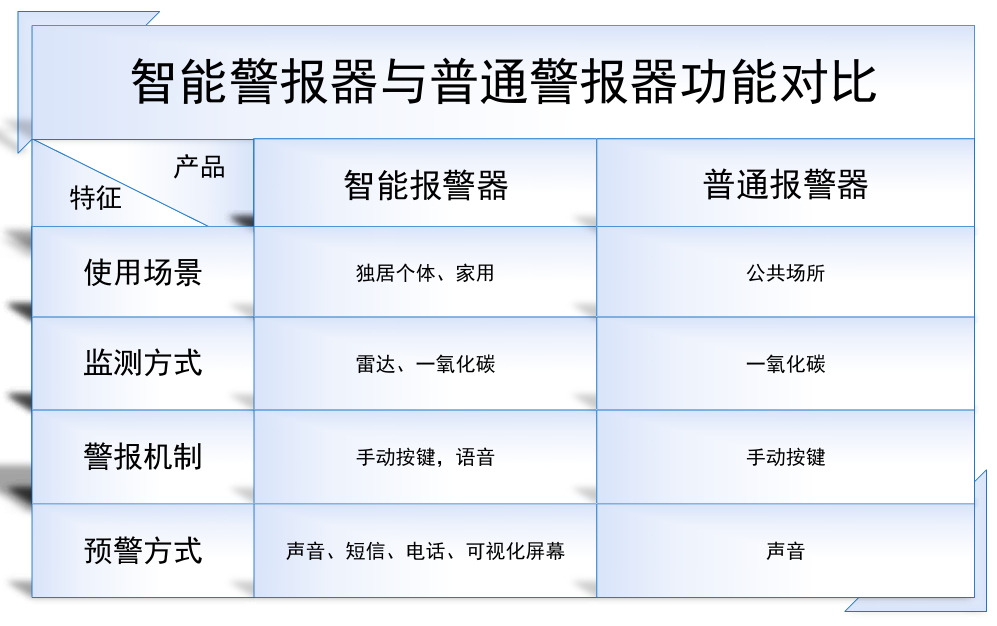 智能警报器与普通警报器功能对比
产品
特征
智能报警器
普通报警器
使用场景
独居个体、家用
公共场所
监测方式
雷达、一氧化碳
一氧化碳
警报机制
手动按键，语音
手动按键
预警方式
声音、短信、电话、可视化屏幕
声音